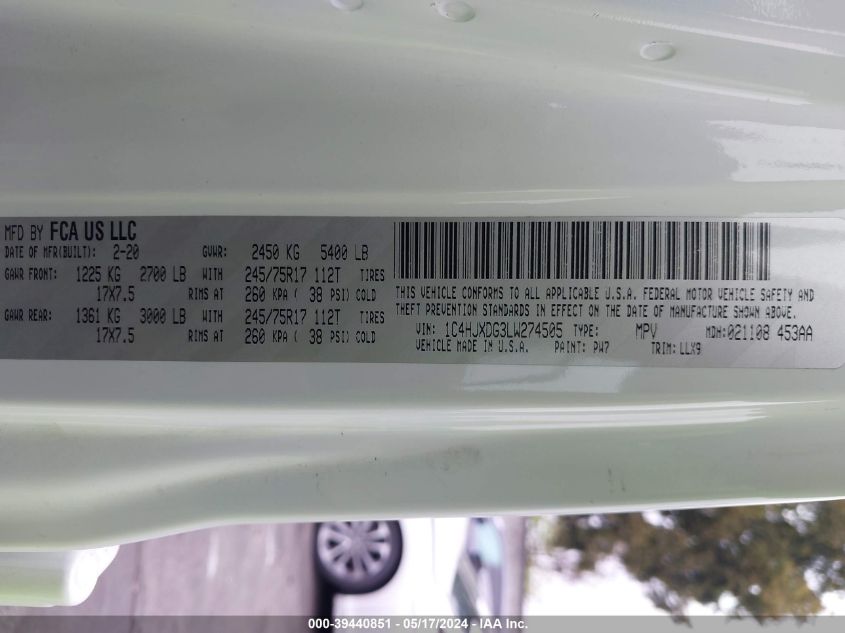 MFD BY FCA US LLC
DATE OF MFR(BUILT): 2-20 GVWR: 2450 KG 5400 LB
GAWR FRONT: 1225 KG 2700 LB WITH 245/75R17 112T TIRES
17X7.5 RIMS AT 260 KPA ( 38 PSI) COLD
GAWR REAR: 1361 KG 3000 LB WITH 245/75R17 112T TIRES
17X7.5 RIMS AT 260 KPA ( 38 PSI) COLD
THIS VEHICLE CONFORMS TO ALL APPLICABLE U.S.A. FEDERAL MOTOR VEHICLE SAFETY AND
THEFT PREVENTION STANDARDS IN EFFECT ON THE DATE OF MANUFACTURE SHOWN ABOVE.
VIN: 1C4HJXDG3LW274505 TYPE: MPV MDH:021108 453AA
VEHICLE MADE IN U.S.A. PAINT: PW7 TRIM: LLX9
000-39440851 - 05/17/2024 - IAA Inc.